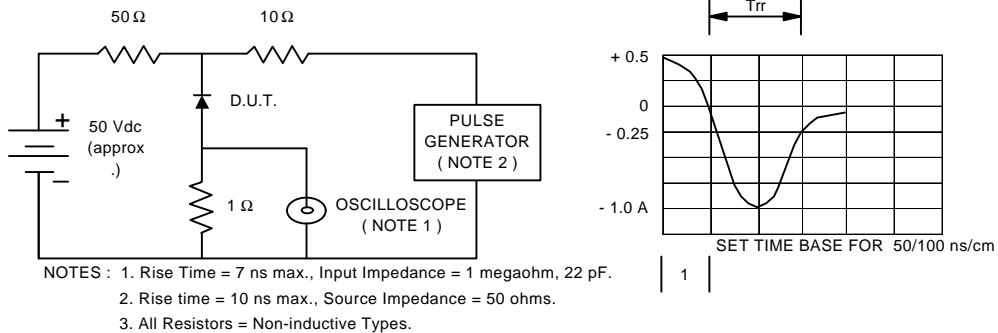 50 Ω
10 Ω
+
50 Vdc
(approx
.)
D.U.T.
PULSE
GENERATOR
( NOTE 2 )
1 Ω
OSCILLOSCOPE
( NOTE 1 )
Trr
+ 0.5
0
- 0.25
- 1.0 A
SET TIME BASE FOR 50/100 ns/cm
1
NOTES : 1. Rise Time = 7 ns max., Input Impedance = 1 megaohm, 22 pF.
2. Rise time = 10 ns max., Source Impedance = 50 ohms.
3. All Resistors = Non-inductive Types.